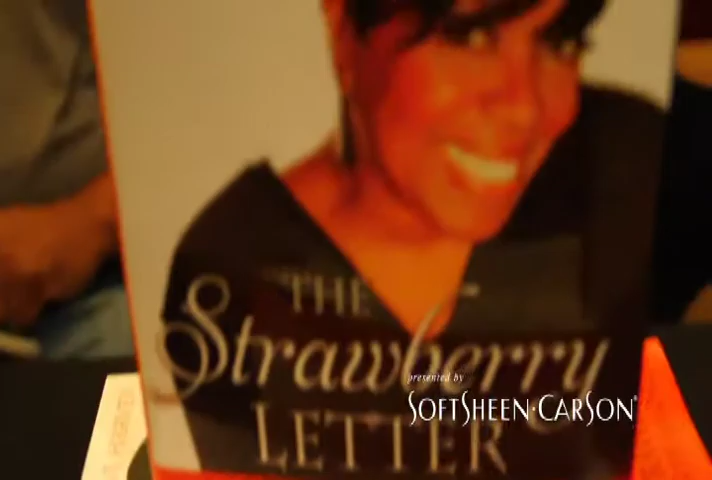 THE
Strawberry
LETTER
presented by
SOFTSHEEN·CARSON